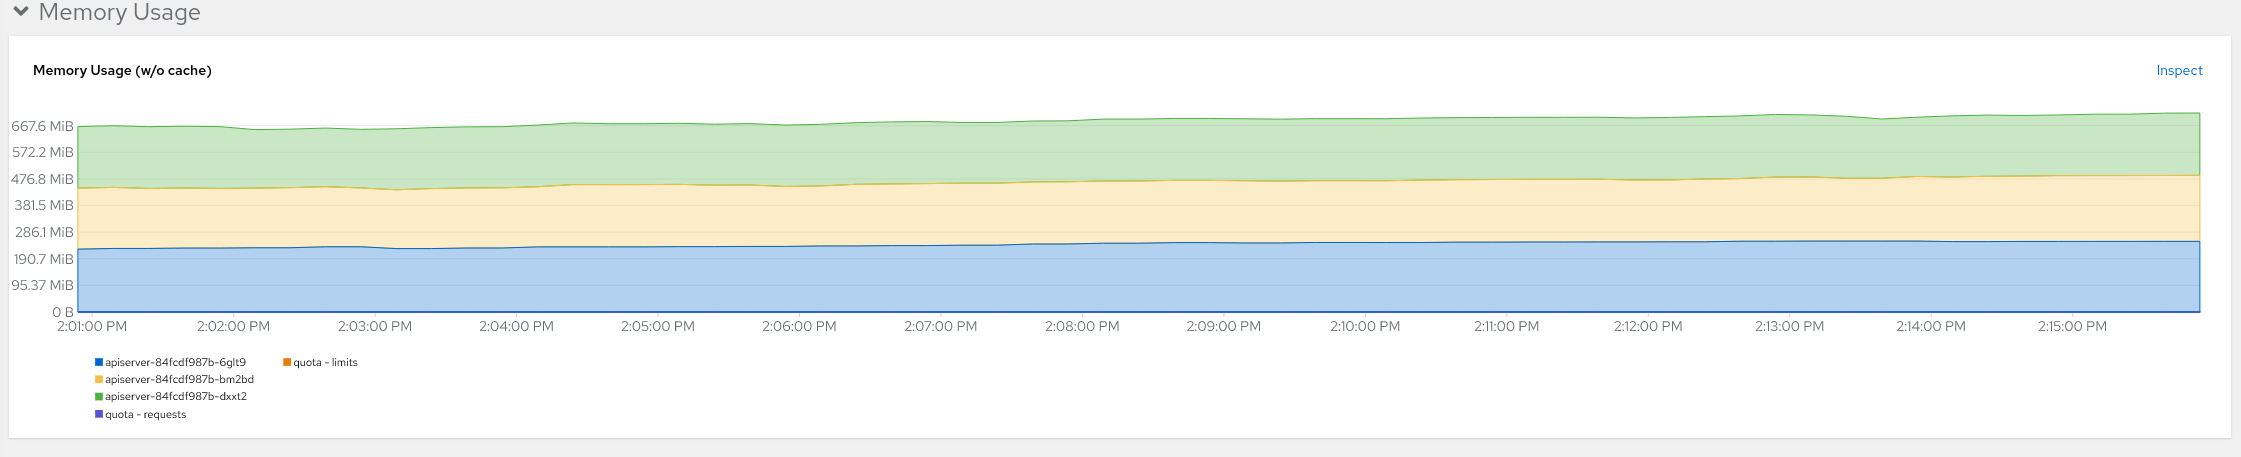 Memory Usage
Memory Usage (w/o cache)
Inspect
667.6 MiB
572.2 MiB
476.8 MiB
381.5 MiB
286.1 MiB
190.7 MiB
95.37 MiB
0 B
2:01:00 PM 2:02:00 PM 2:03:00 PM 2:04:00 PM 2:05:00 PM 2:06:00 PM 2:07:00 PM 2:08:00 PM 2:09:00 PM 2:10:00 PM 2:11:00 PM 2:12:00 PM 2:13:00 PM 2:14:00 PM 2:15:00 PM
apiserver-84fcdf987b-6glt9 quota - limits
apiserver-84fcdf987b-bm2bd
apiserver-84fcdf987b-dxxt2
quota - requests